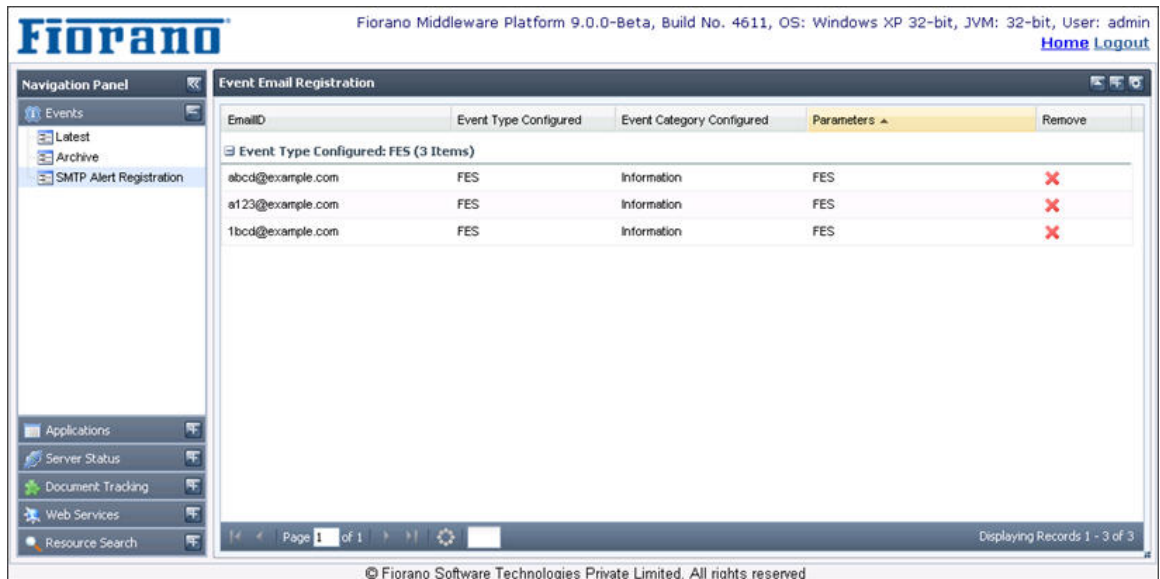 Fiorano
Fiorano Middleware Platform 9.0.0-Beta, Build No. 4611, OS: Windows XP 32-bit, JVM: 32-bit, User: admin
Home Logout
Navigation Panel
Events
Latest
Archive
SMTP Alert Registration
Applications
Server Status
Document Tracking
Web Services
Resource Search
Event Email Registration
EmailID Event Type Configured Event Category Configured Parameters Remove
Event Type Configured: FES (3 Items)
abcd@example.com FES Information FES
a123@example.com FES Information FES
1bcd@example.com FES Information FES
Page 1 of 1
Displaying Records 1 - 3 of 3
© Fiorano Software Technologies Private Limited. All rights reserved